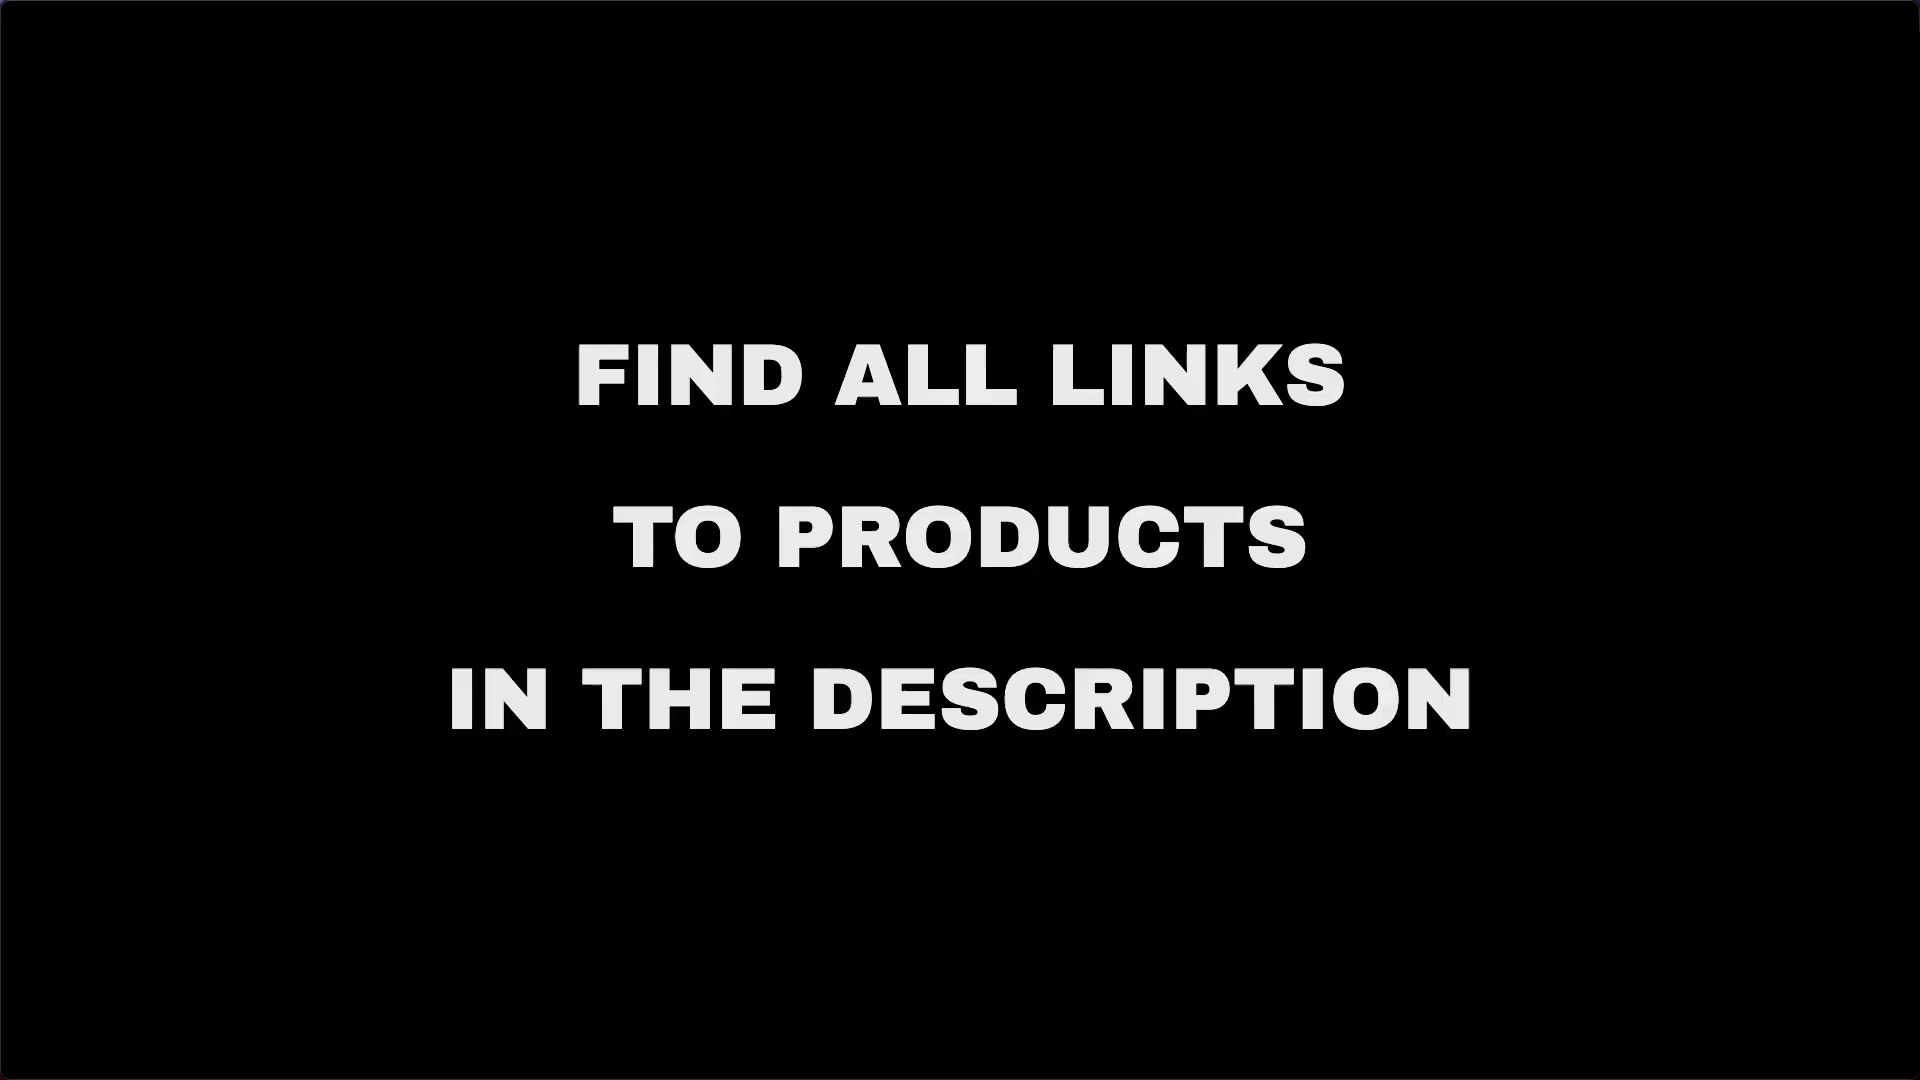 FIND ALL LINKS
TO PRODUCTS
IN THE DESCRIPTION